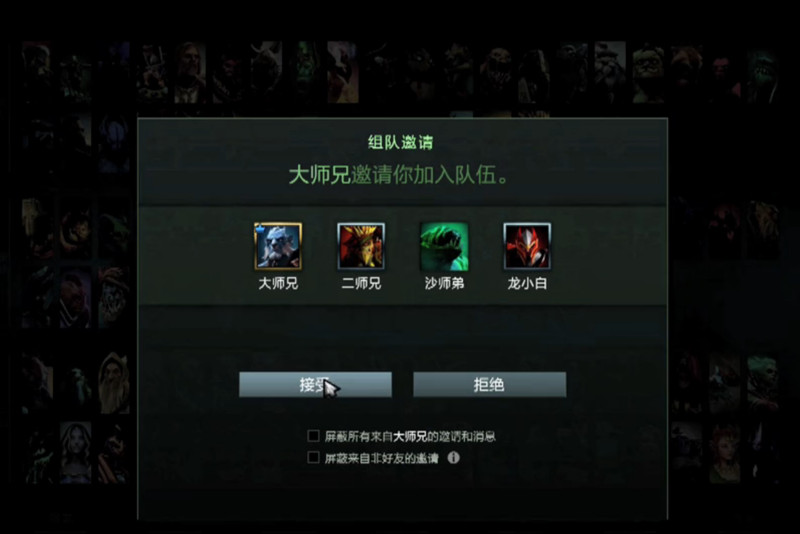 组队邀请
大师兄邀请你加入队伍。
大师兄 二师兄 沙师弟 龙小白
接受 拒绝
屏蔽所有来自大师兄的邀请和消息
屏蔽来自非好友的邀请